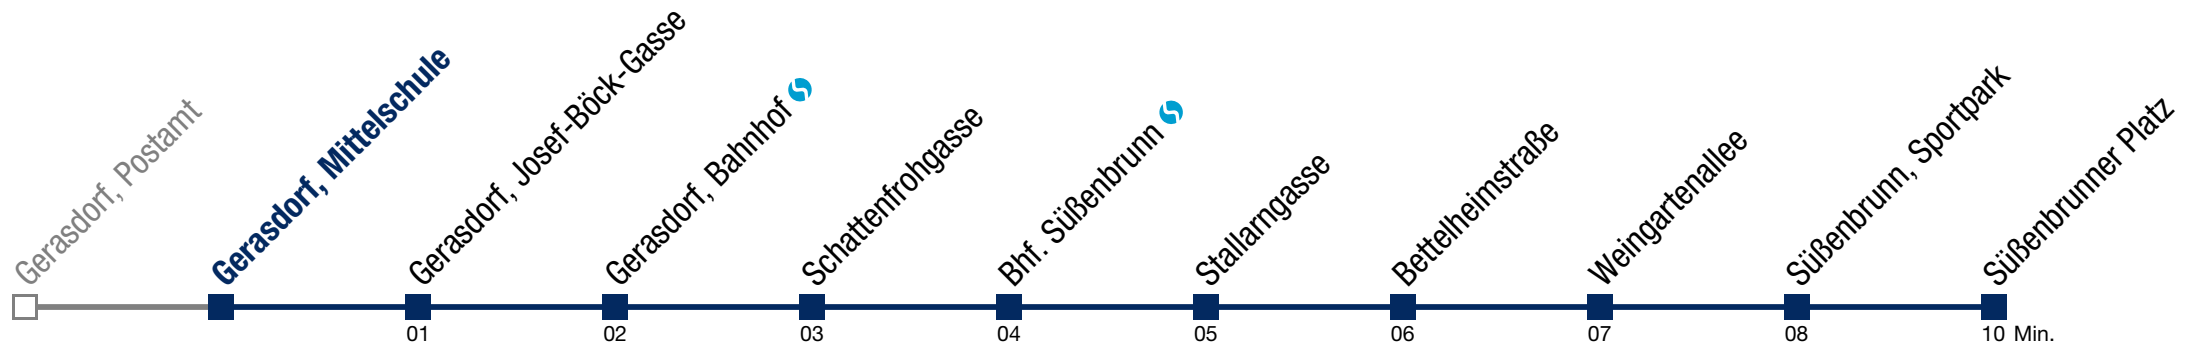 Gerasdorf, Postamt
Gerasdorf, Mittelschule
Gerasdorf, Josef-Böck-Gasse
Gerasdorf, Bahnhof
Schattenfrohgasse
Bhf. Süßenbrunn
Stallarngasse
Bettelheimstraße
Weingartenallee
Süßenbrunn, Sportpark
Süßenbrunner Platz
01 02 03 04 05 06 07 08 10 Min.